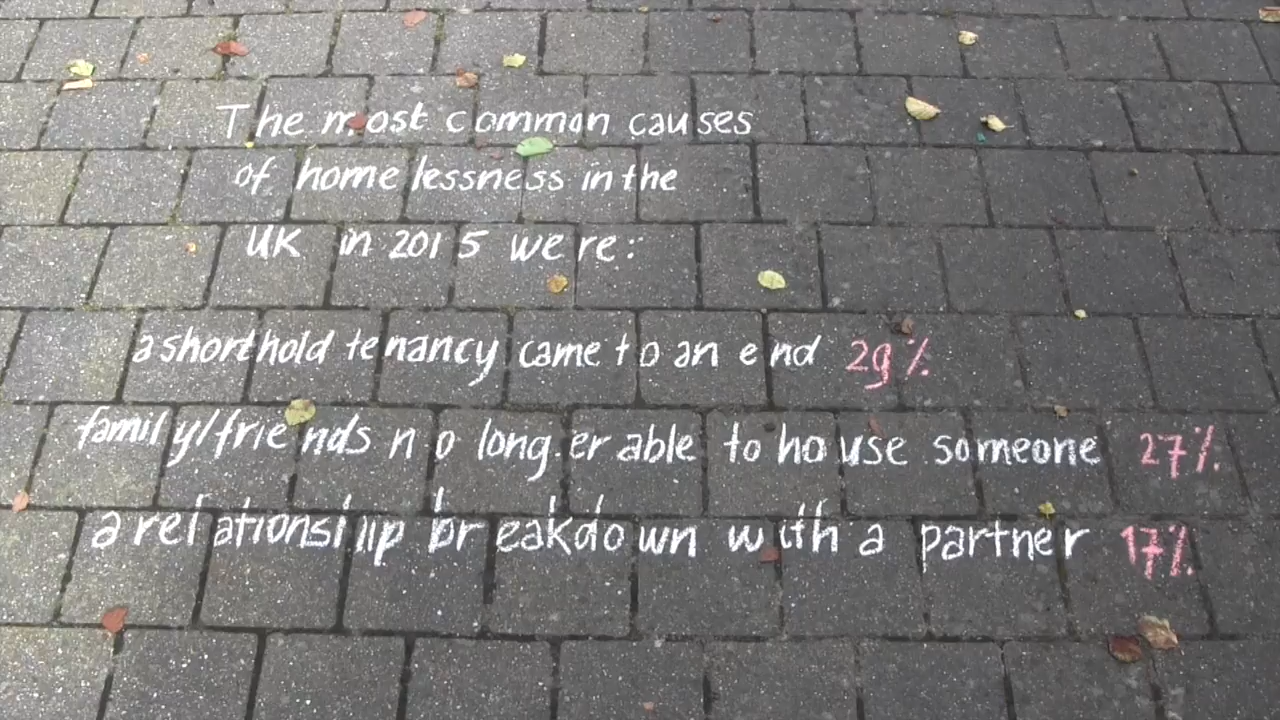 The most common causes
of homelessness in the
UK in 2015 were:
a shorthold tenancy came to an end 29%
family/friends no longer able to house someone 27%
a relationship breakdown with a partner 17%